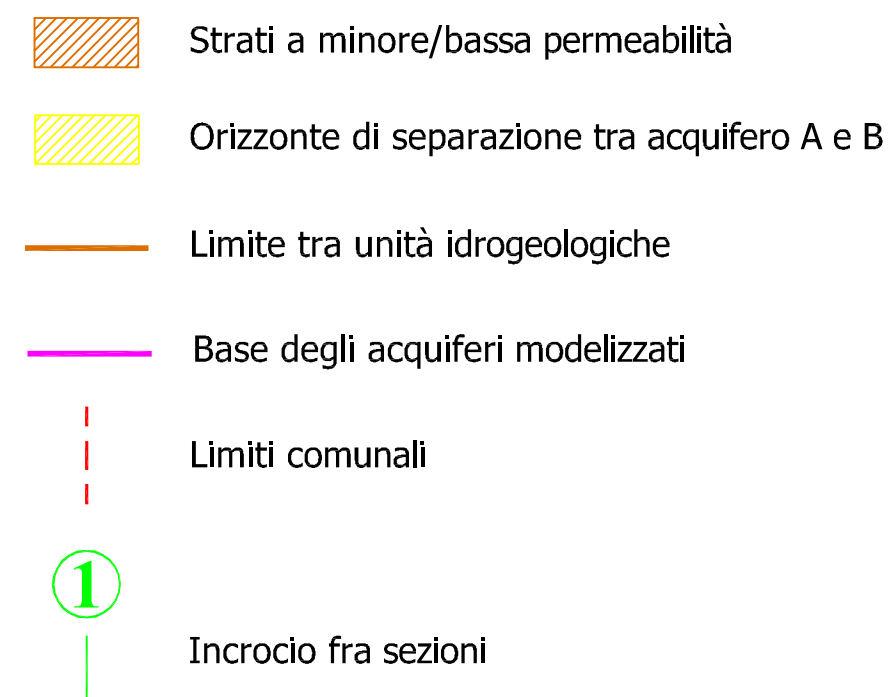 Strati a minore/bassa permeabilità
Orizzonte di separazione tra acquifero A e B
Limite tra unità idrogeologiche
Base degli acquiferi modelizzati
Limiti comunali
1
Incrocio fra sezioni